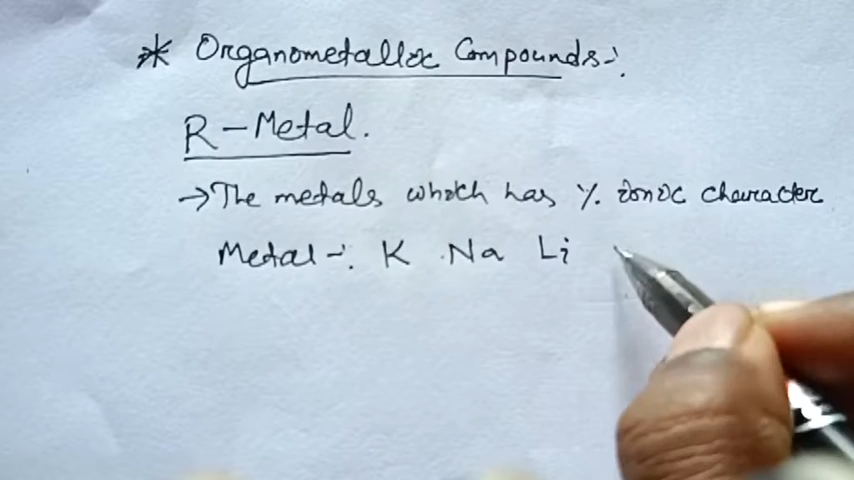 * Organometallic Compounds:-
R - Metal.
→ The metals which has % ionic character
Metal :- K Na Li